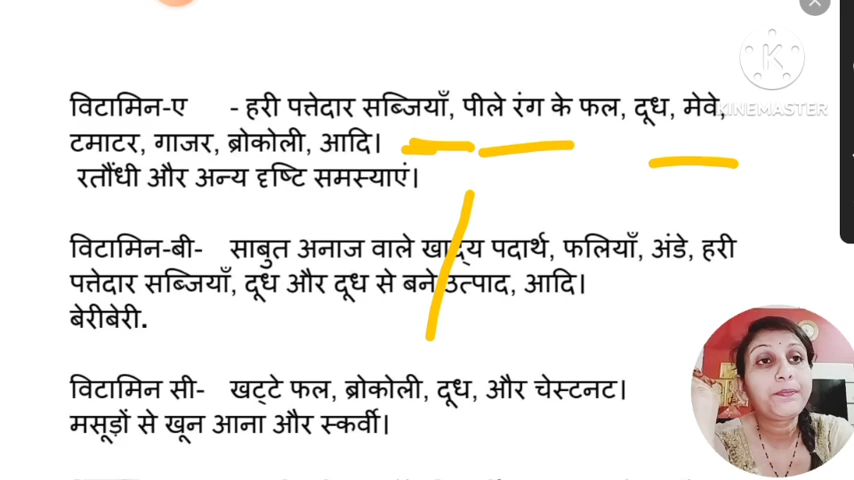 विटामिन-ए - हरी पत्तेदार सब्जियाँ, पीले रंग के फल, दूध, मेवे,
टमाटर, गाजर, ब्रोकोली, आदि।
रतौंधी और अन्य दृष्टि समस्याएं।
विटामिन-बी- साबुत अनाज वाले खाद्य पदार्थ, फलियाँ, अंडे, हरी
पत्तेदार सब्जियाँ, दूध और दूध से बने उत्पाद, आदि।
बेरीबेरी.
विटामिन सी- खट्टे फल, ब्रोकोली, दूध, और चेस्टनट।
मसूड़ों से खून आना और स्कर्वी।
KINEMASTER